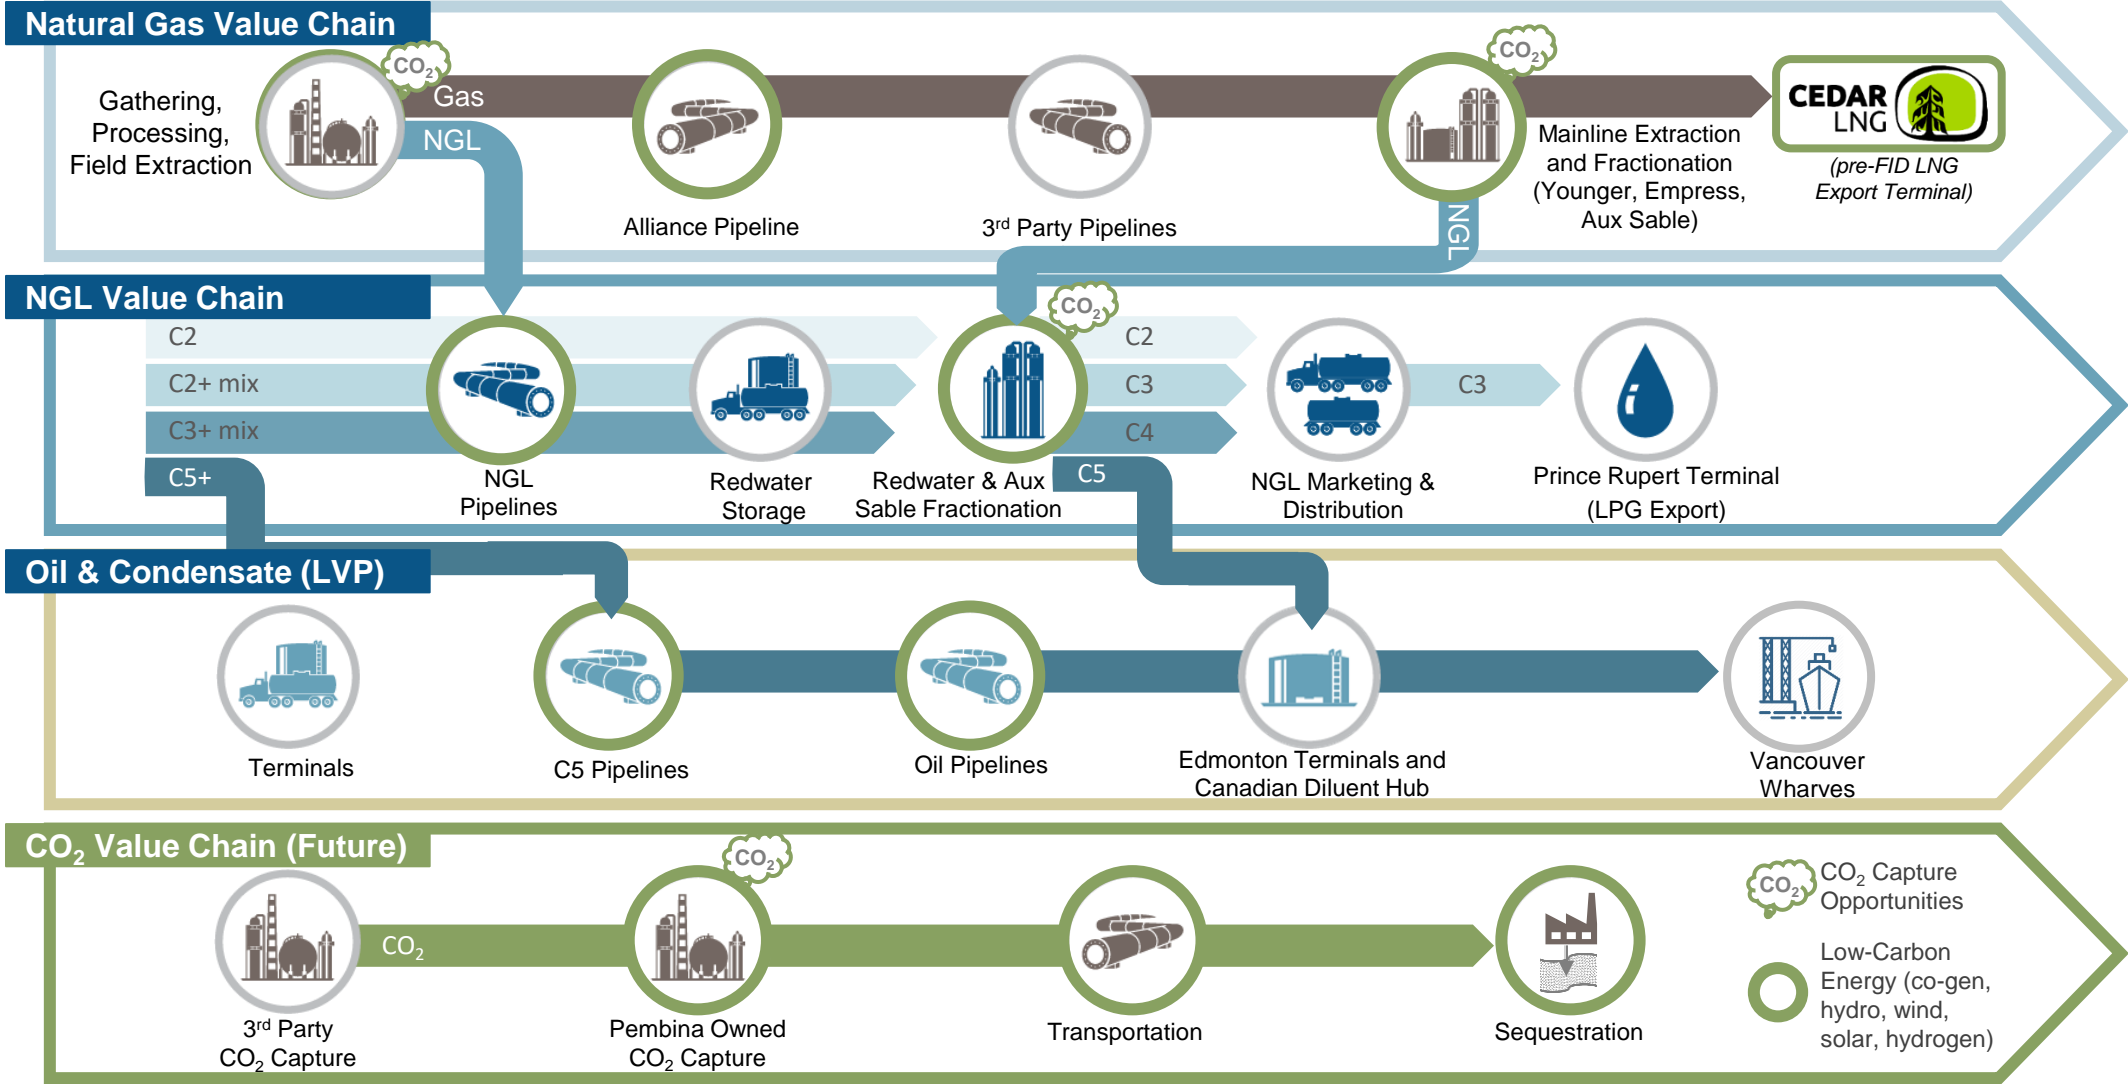 Natural Gas Value Chain
Gathering,
Processing,
Field Extraction
CO2
Gas
NGL
Alliance Pipeline
3rd Party Pipelines
CO2
NGL
Mainline Extraction
and Fractionation
(Younger, Empress,
Aux Sable)
CEDAR
LNG
(pre-FID LNG
Export Terminal)
NGL Value Chain
C2
C2+ mix
C3+ mix
C5+
NGL
Pipelines
Redwater
Storage
CO2
Redwater & Aux
Sable Fractionation
C2
C3
C4
C5
NGL Marketing &
Distribution
C3
Prince Rupert Terminal
(LPG Export)
Oil & Condensate (LVP)
Terminals
C5 Pipelines
Oil Pipelines
Edmonton Terminals and
Canadian Diluent Hub
Vancouver
Wharves
CO2 Value Chain (Future)
3rd Party
CO2 Capture
CO2
CO2
Pembina Owned
CO2 Capture
Transportation
Sequestration
CO2
CO2 Capture
Opportunities
Low-Carbon
Energy (co-gen,
hydro, wind,
solar, hydrogen)